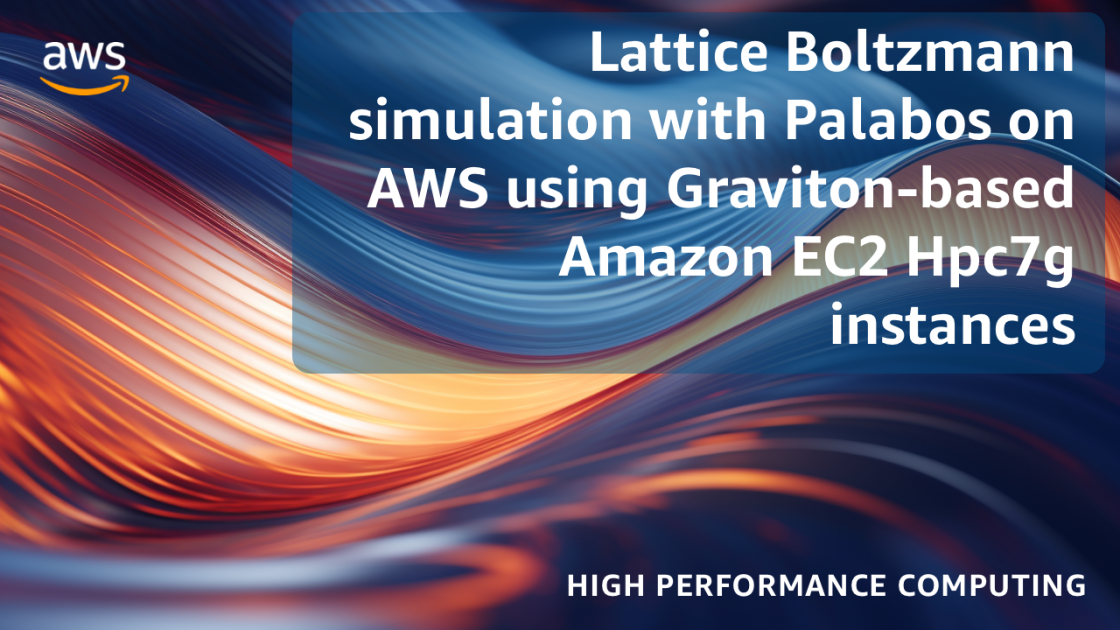 aws
Lattice Boltzmann
simulation with Palabos on
AWS using Graviton-based
Amazon EC2 Hpc7g
instances
HIGH PERFORMANCE COMPUTING